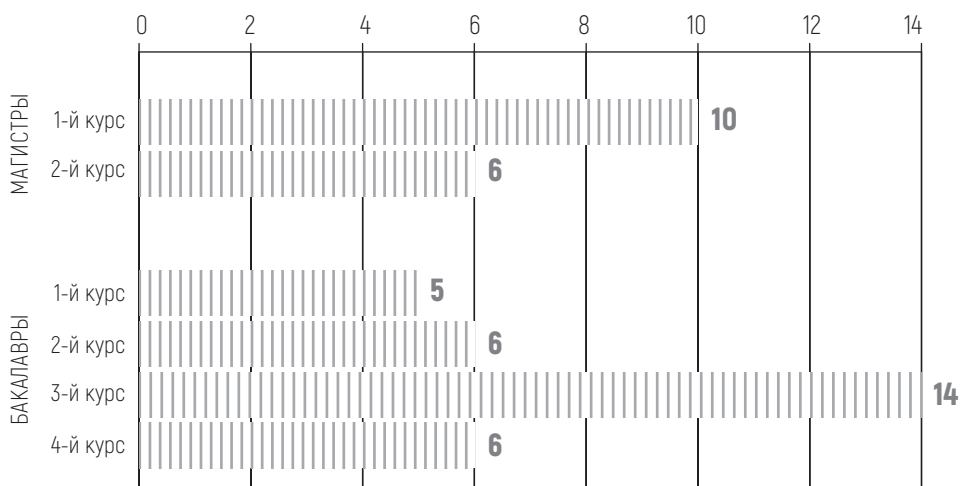 0 2 4 6 8 10 12 14
МАГИСТРЫ
1-й курс 10
2-й курс 6
БАКАЛАВРЫ
1-й курс 5
2-й курс 6
3-й курс 14
4-й курс 6